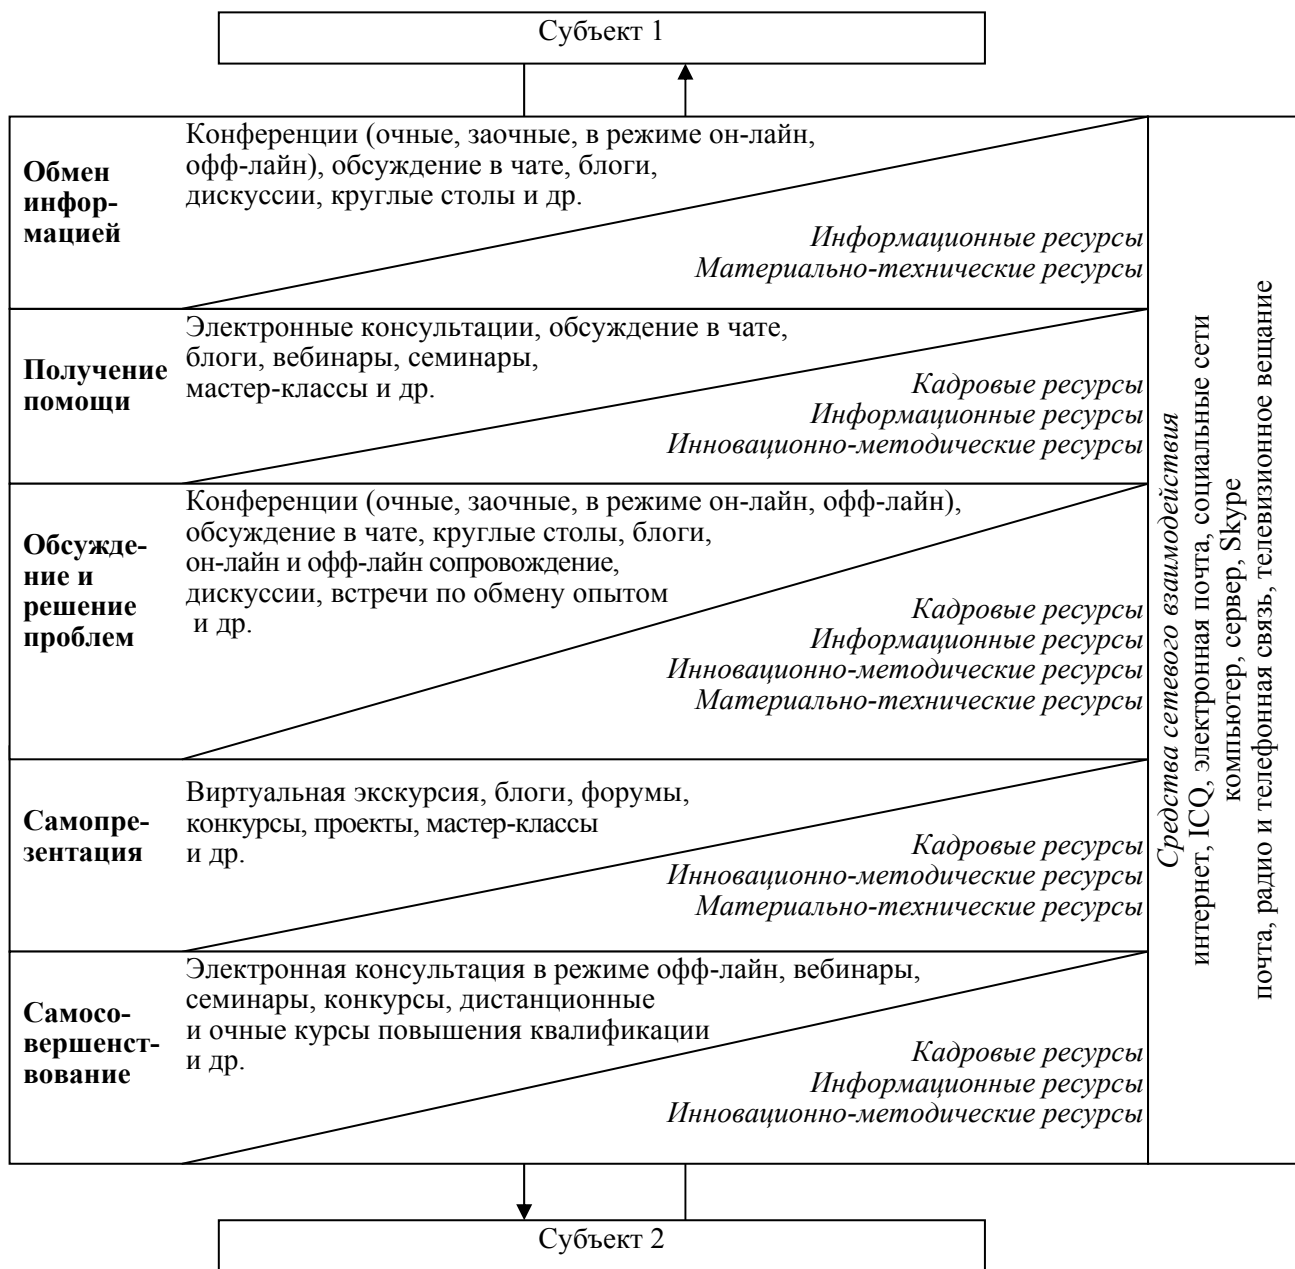 Субъект 1
Обмен
инфор-
мацией
Конференции (очные, заочные, в режиме он-лайн,
офф-лайн), обсуждение в чате, блоги,
дискуссии, круглые столы и др.
Информационные ресурсы
Материально-технические ресурсы
Получение
помощи
Электронные консультации, обсуждение в чате,
блоги, вебинары, семинары,
мастер-классы и др.
Кадровые ресурсы
Информационные ресурсы
Инновационно-методические ресурсы
Обсужде-
ние и
решение
проблем
Конференции (очные, заочные, в режиме он-лайн, офф-лайн),
обсуждение в чате, круглые столы, блоги,
он-лайн и офф-лайн сопровождение,
дискуссии, встречи по обмену опытом
и др.
Кадровые ресурсы
Информационные ресурсы
Инновационно-методические ресурсы
Материально-технические ресурсы
Самопре-
зентация
Виртуальная экскурсия, блоги, форумы,
конкурсы, проекты, мастер-классы
и др.
Кадровые ресурсы
Инновационно-методические ресурсы
Материально-технические ресурсы
Самосо-
вершенст-
вование
Электронная консультация в режиме офф-лайн, вебинары,
семинары, конкурсы, дистанционные
и очные курсы повышения квалификации
и др.
Кадровые ресурсы
Информационные ресурсы
Инновационно-методические ресурсы
Средства сетевого взаимодействия
интернет, ICQ, электронная почта, социальные сети
компьютер, сервер, Skype
почта, радио и телефонная связь, телевизионное вещание
Субъект 2